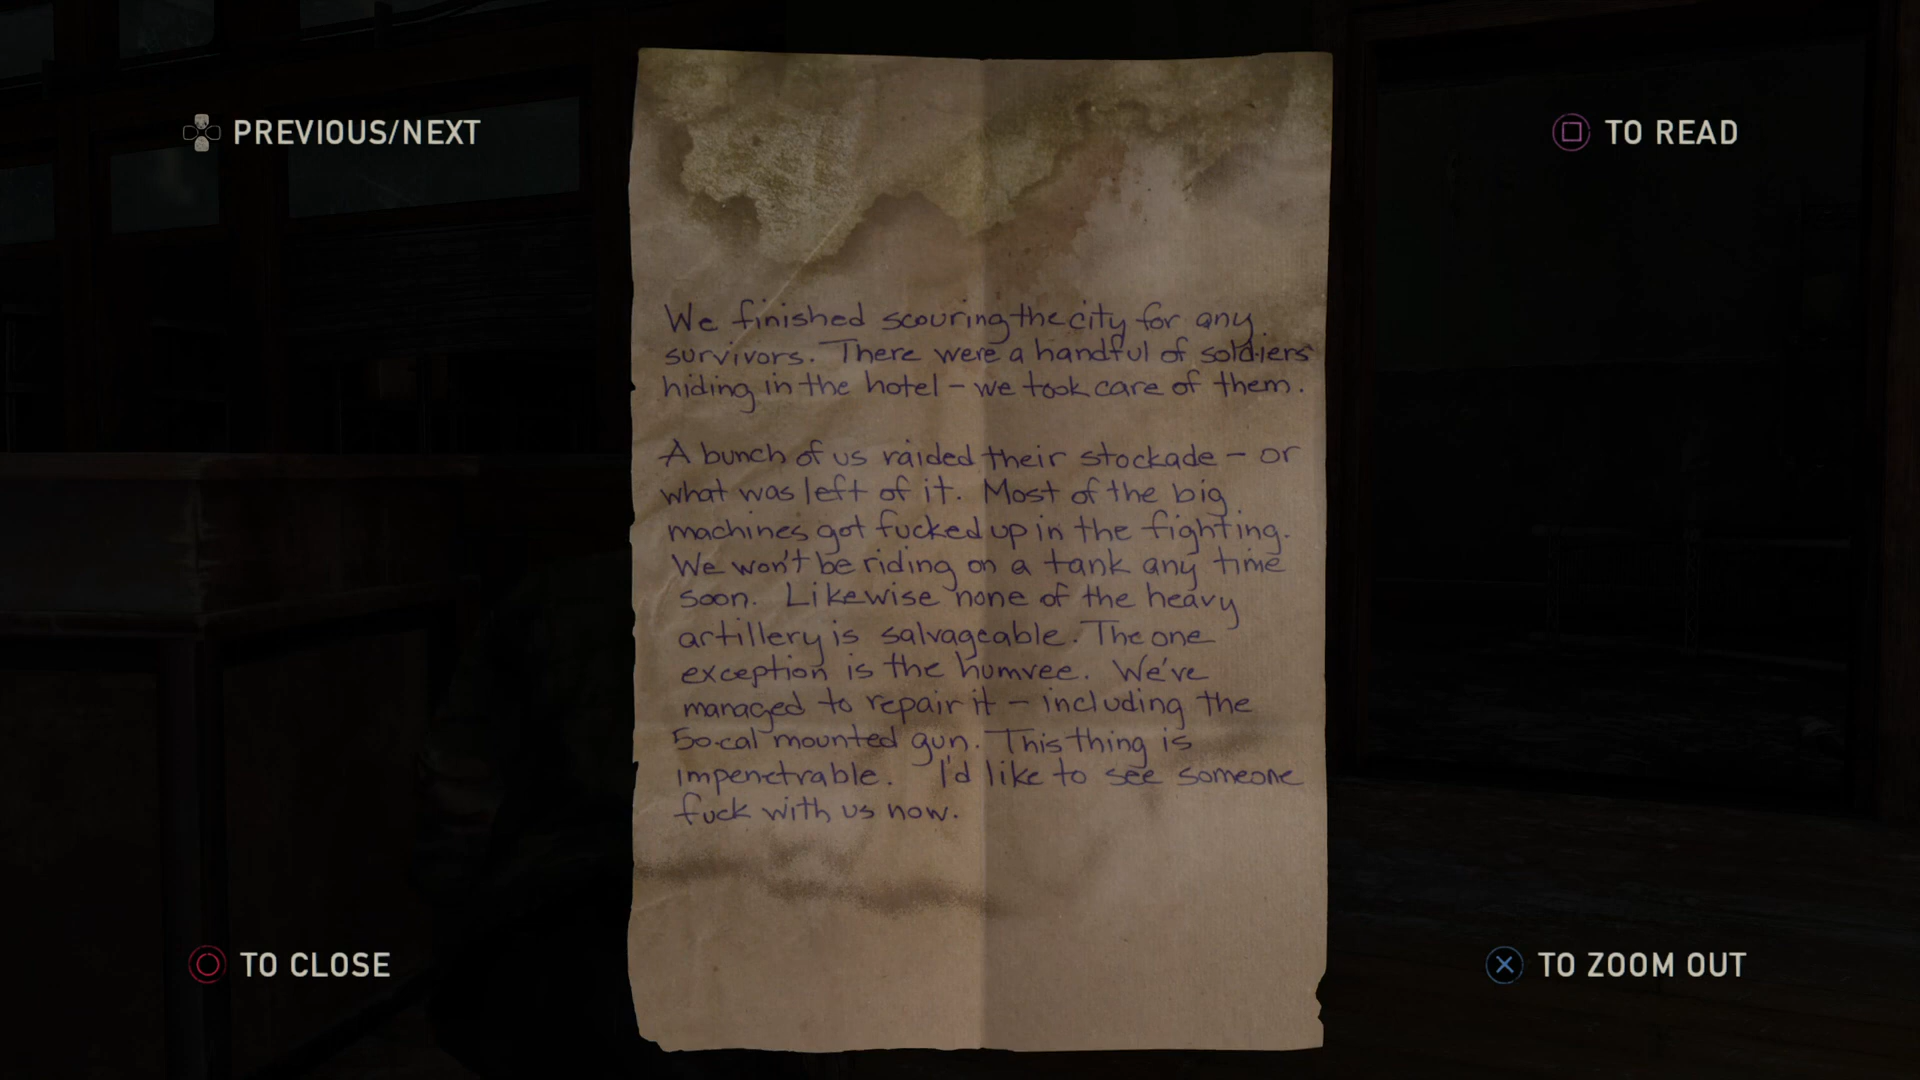 PREVIOUS/NEXT
TO READ
We finished scouring the city for any
survivors. There were a handful of soldiers
hiding in the hotel - we took care of them.
A bunch of us raided their stockade - or
what was left of it. Most of the big
machines got fucked up in the fighting.
We won't be riding on a tank any time
soon. Likewise none of the heavy
artillery is salvageable. The one
exception is the humvee. We've
managed to repair it - including the
50.cal mounted gun. This thing is
impenetrable. I'd like to see someone
fuck with us now.
TO CLOSE
TO ZOOM OUT